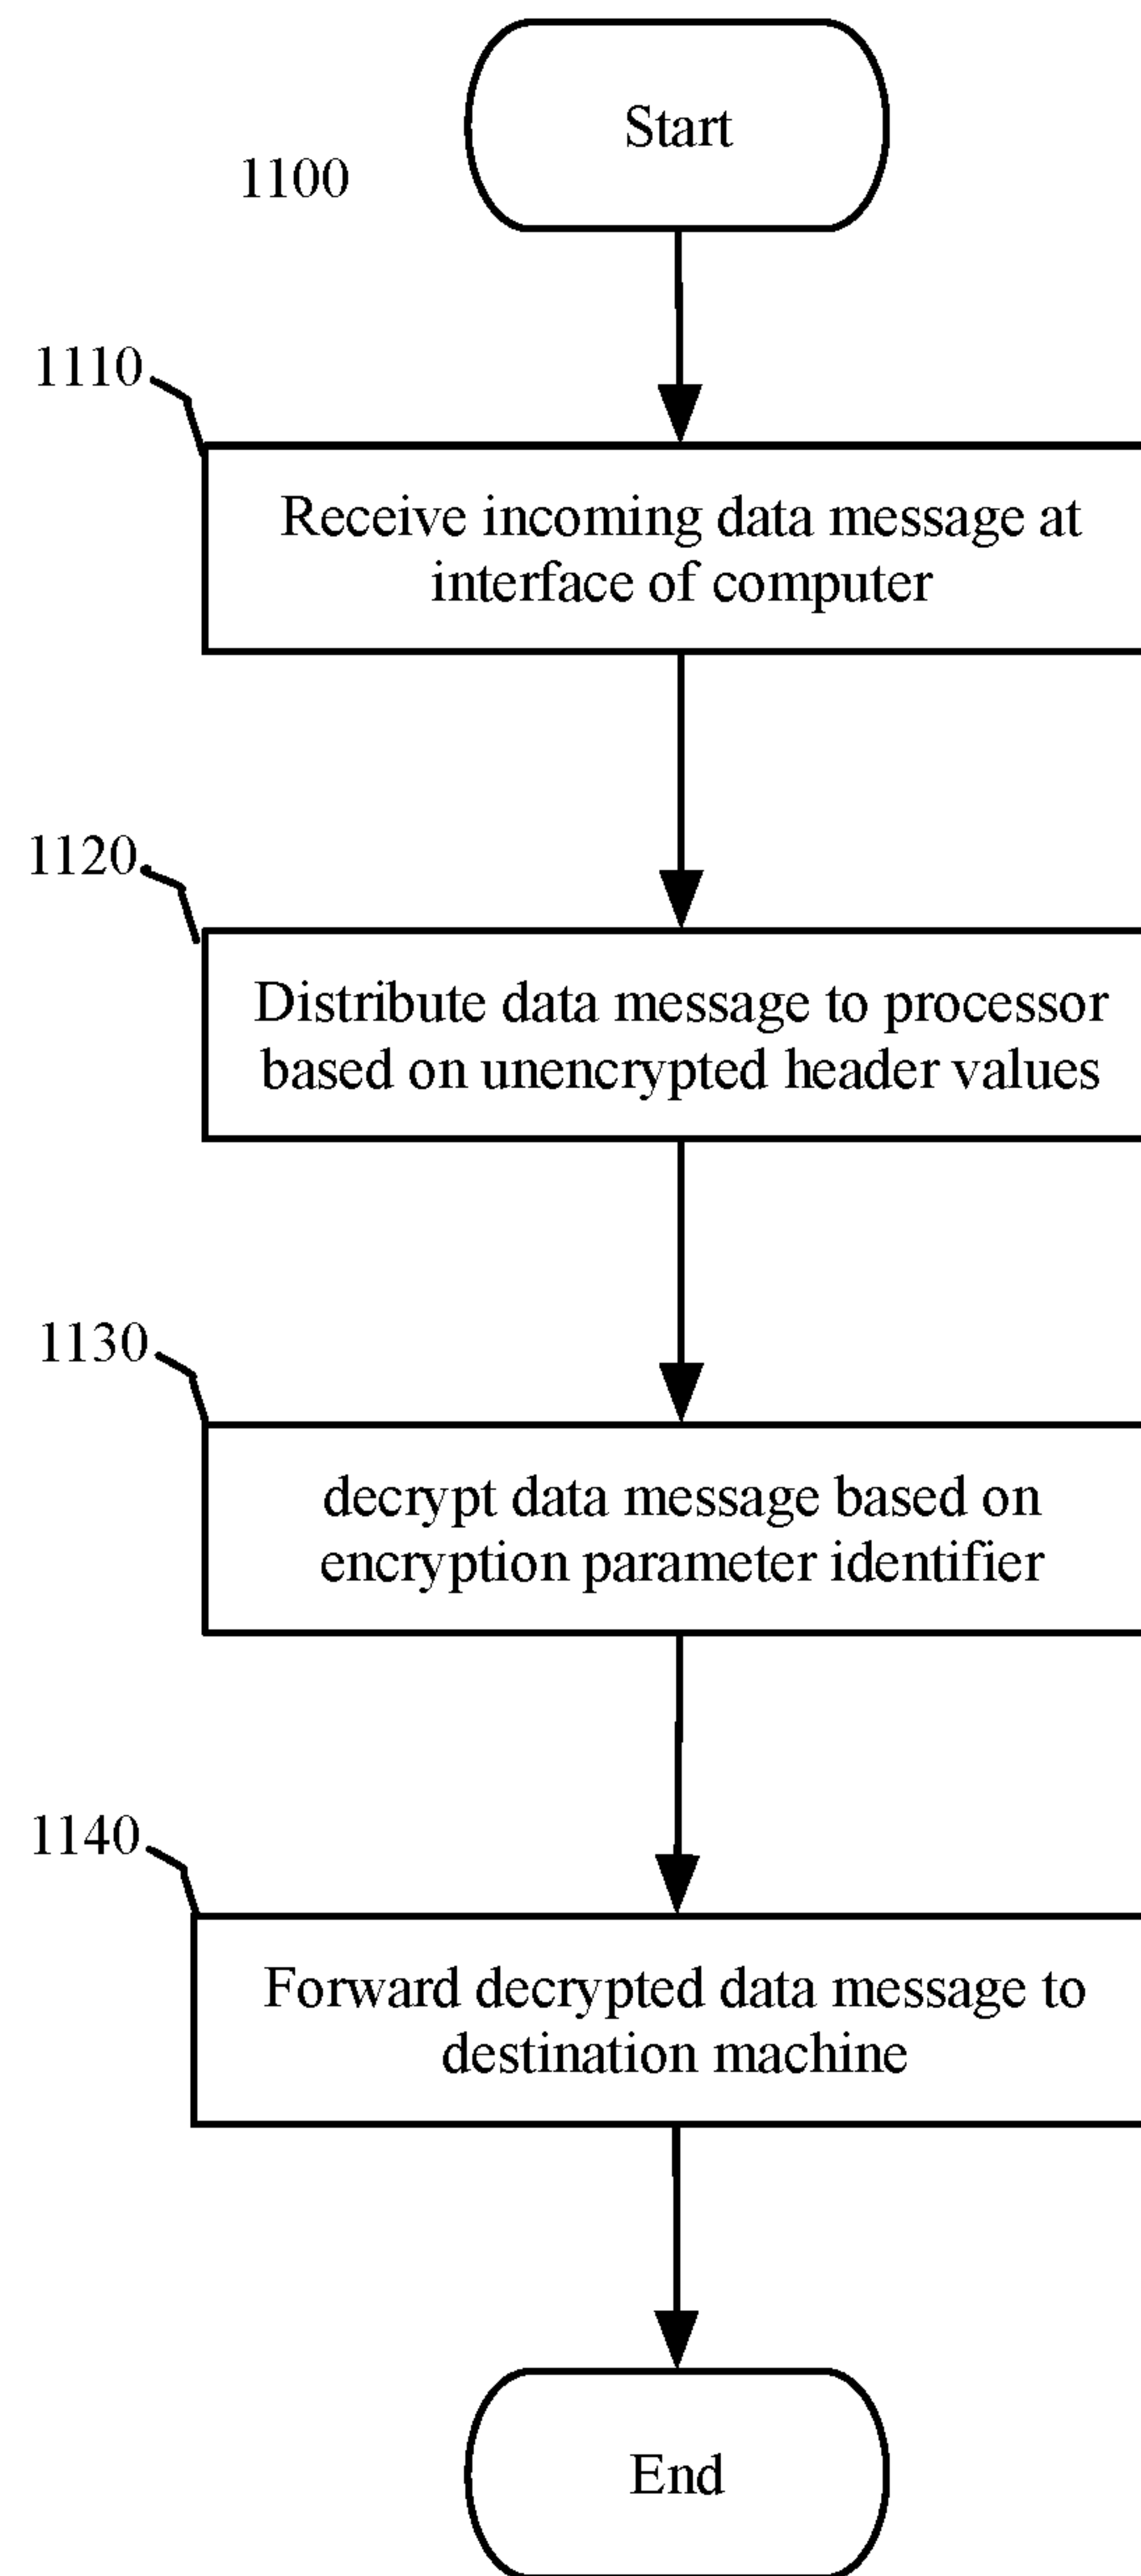 Start
1100
1110
Receive incoming data message at
interface of computer
1120
Distribute data message to processor
based on unencrypted header values
1130
decrypt data message based on
encryption parameter identifier
1140
Forward decrypted data message to
destination machine
End